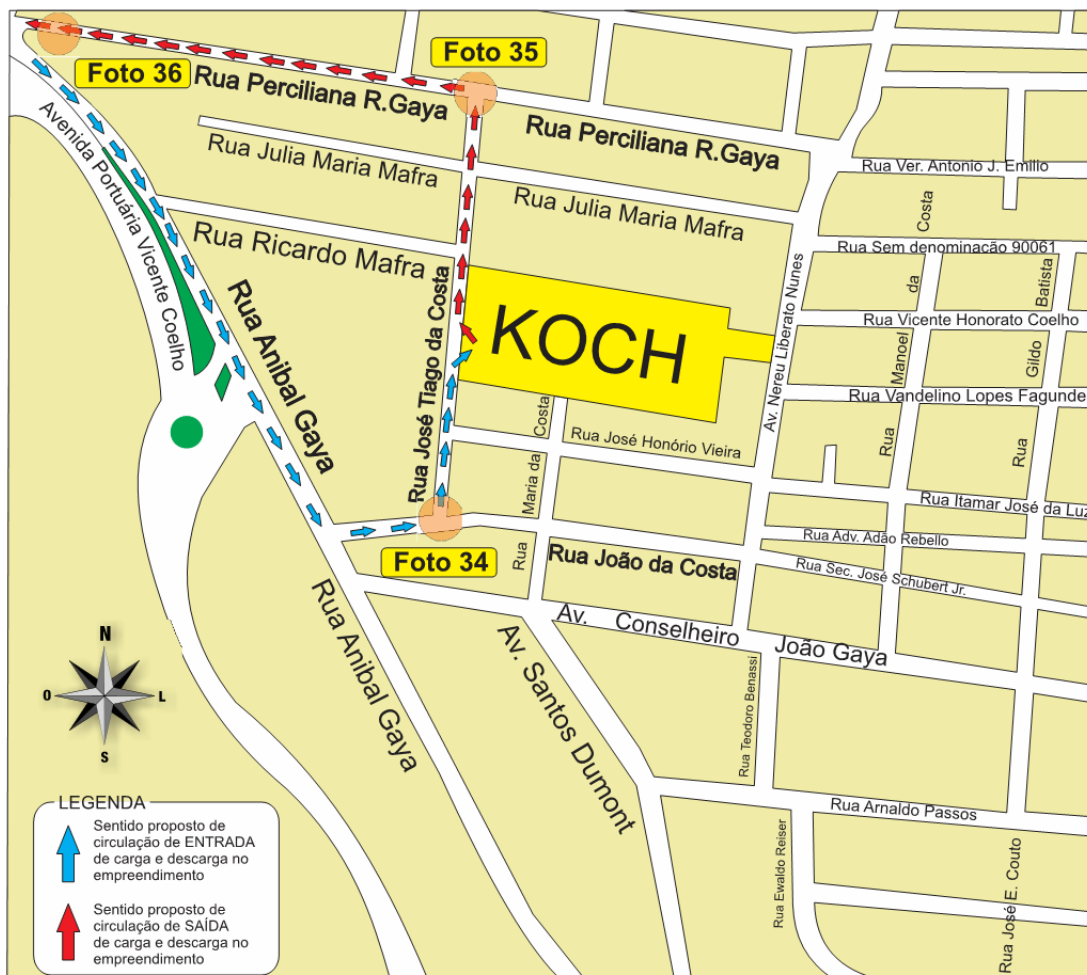 Foto 35
Foto 36
Rua Perciliana R.Gaya
Rua Perciliana R.Gaya
Rua Ver. Antonio J. Emilio
Avenida Portuária Vicente Coelho
Rua Julia Maria Mafra
Rua Julia Maria Mafra
Rua Ricardo Mafra
Rua Sem denominação 90061
Rua Manoel da Costa
Rua Gildo Batista
Rua Anibal Gaya
Rua José Tiago da Costa
KOCH
Av. Nereu Liberato Nunes
Rua Vicente Honorato Coelho
Rua Vandelino Lopes Fagunde
Rua Maria da Costa
Rua José Honório Vieira
Rua Itamar José da Luz
Rua Adv. Adão Rebello
Rua Sec. José Schubert Jr.
Foto 34
Rua João da Costa
Rua Anibal Gaya
Av. Conselheiro João Gaya
Av. Santos Dumont
Rua Teodoro Benassi
Rua Arnaldo Passos
Rua Ewaldo Reiser
Rua José E. Couto
N
O
L
S
LEGENDA
Sentido proposto de
circulação de ENTRADA
de carga e descarga no
empreendimento
Sentido proposto de
circulação de SAÍDA
de carga e descarga no
empreendimento